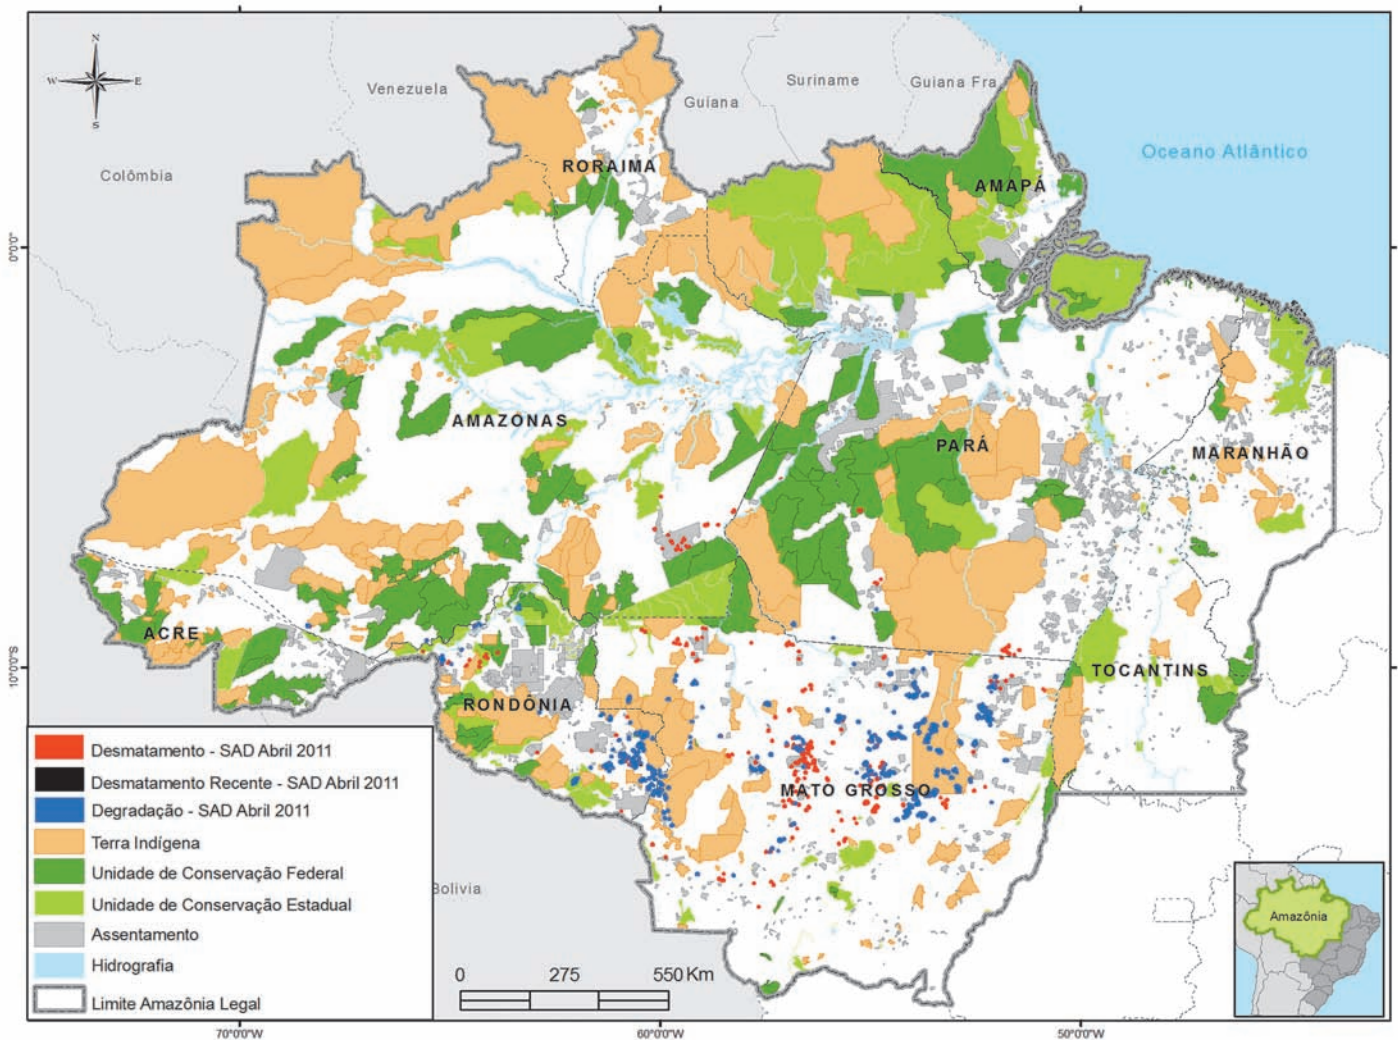 N
W E
S
Venezuela
Suriname
Guiana Fra
Guiana
Colômbia
Oceano Atlântico
RORAIMA
AMAPÁ
0°0'0"
AMAZONAS
PARÁ
MARANHÃO
ACRE
10°0'0"S
TOCANTINS
RONDÔNIA
MATO GROSSO
Bolivia
Desmatamento - SAD Abril 2011
Desmatamento Recente - SAD Abril 2011
Degradação - SAD Abril 2011
Terra Indígena
Unidade de Conservação Federal
Unidade de Conservação Estadual
Assentamento
Hidrografia
Limite Amazônia Legal
0 275 550 Km
Amazônia
70°0'0"W 60°0'0"W 50°0'0"W